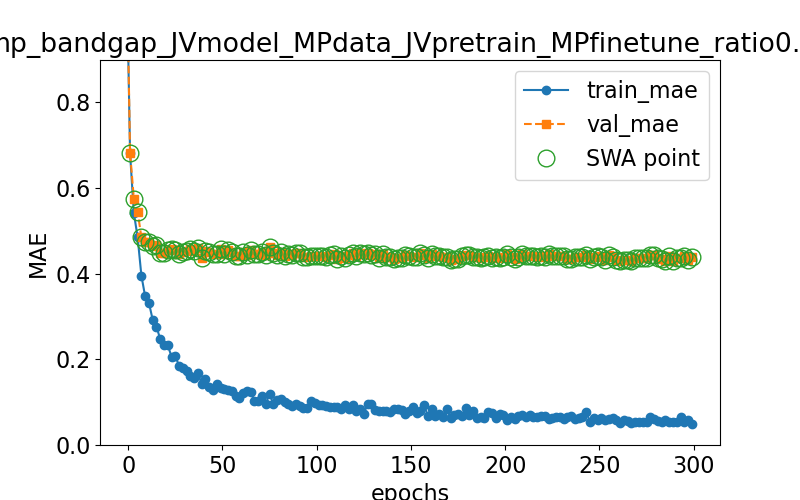 mp_bandgap_JVmodel_MPdata_JVpretrain_MPfinetune_ratio0.
train_mae
val_mae
SWA point
MAE
0.8
0.6
0.4
0.2
0.0
0 50 100 150 200 250 300
epochs